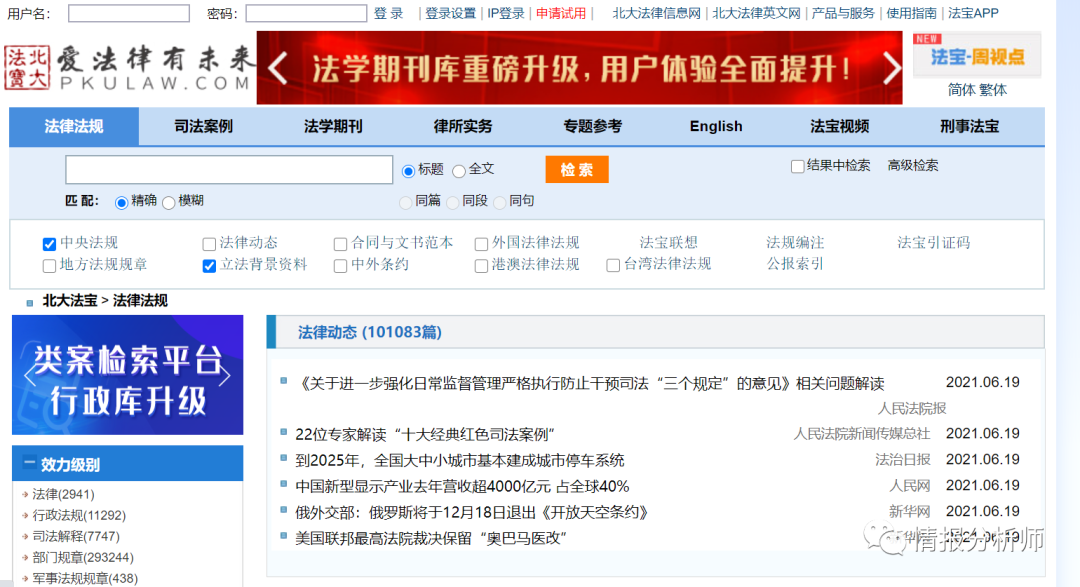 用户名： 密码： 登 录 | 登录设置 | IP登录 | 申请试用 | 北大法律信息网 | 北大法律英文网 | 产品与服务 | 使用指南 | 法宝APP
法北寶大 爱法律有未来
PKULAW.COM
法学期刊库重磅升级，用户体验全面提升！
NEW
法宝-周视点
简体 繁体
法律法规 司法案例 法学期刊 律所实务 专题参考 English 法宝视频 刑事法宝
标题 全文 检 索 结果中检索 高级检索
匹 配： 精确 模糊 同篇 同段 同句
中央法规 法律动态 合同与文书范本 外国法律法规 法宝联想 法规编注 法宝引证码
地方法规规章 立法背景资料 中外条约 港澳法律法规 台湾法律法规 公报索引
北大法宝 > 法律法规
类案检索平台
行政库升级
效力级别
法律(2941)
行政法规(11292)
司法解释(7747)
部门规章(293244)
军事法规规章(438)
法律动态 (101083篇)
《关于进一步强化日常监督管理严格执行防止干预司法“三个规定”的意见》相关问题解读 2021.06.19
人民法院报
22位专家解读“十大经典红色司法案例” 人民法院新闻传媒总社 2021.06.19
到2025年，全国大中小城市基本建成城市停车系统 法治日报 2021.06.19
中国新型显示产业去年营收超4000亿元 占全球40% 人民网 2021.06.19
俄外交部：俄罗斯将于12月18日退出《开放天空条约》 新华网 2021.06.19
美国联邦最高法院裁决保留“奥巴马医改” 2021.06.19
情报分析师